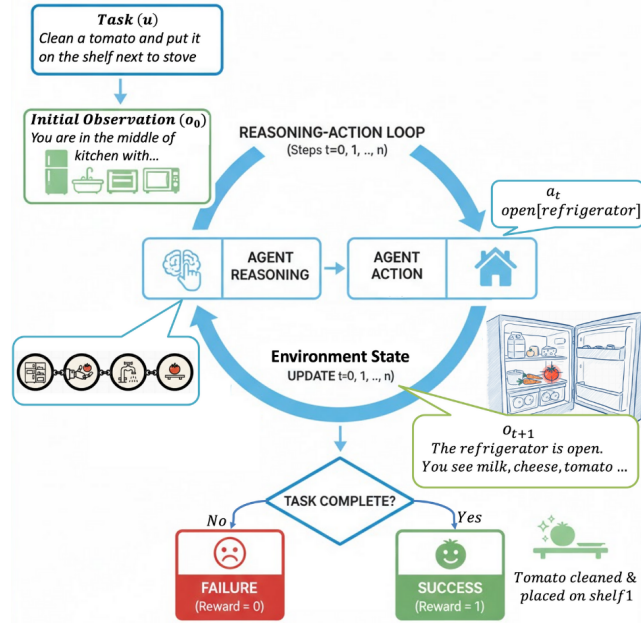 Task (u)
Clean a tomato and put it
on the shelf next to stove
Initial Observation (o₀)
You are in the middle of
kitchen with...
REASONING-ACTION LOOP
(Steps t=0, 1, .., n)
aₜ
open[refrigerator]
AGENT
REASONING
AGENT
ACTION
Environment State
UPDATE t=0, 1, .., n)
oₜ₊₁
The refrigerator is open.
You see milk, cheese, tomato ...
TASK COMPLETE?
No
Yes
FAILURE
(Reward = 0)
SUCCESS
(Reward = 1)
Tomato cleaned &
placed on shelf 1